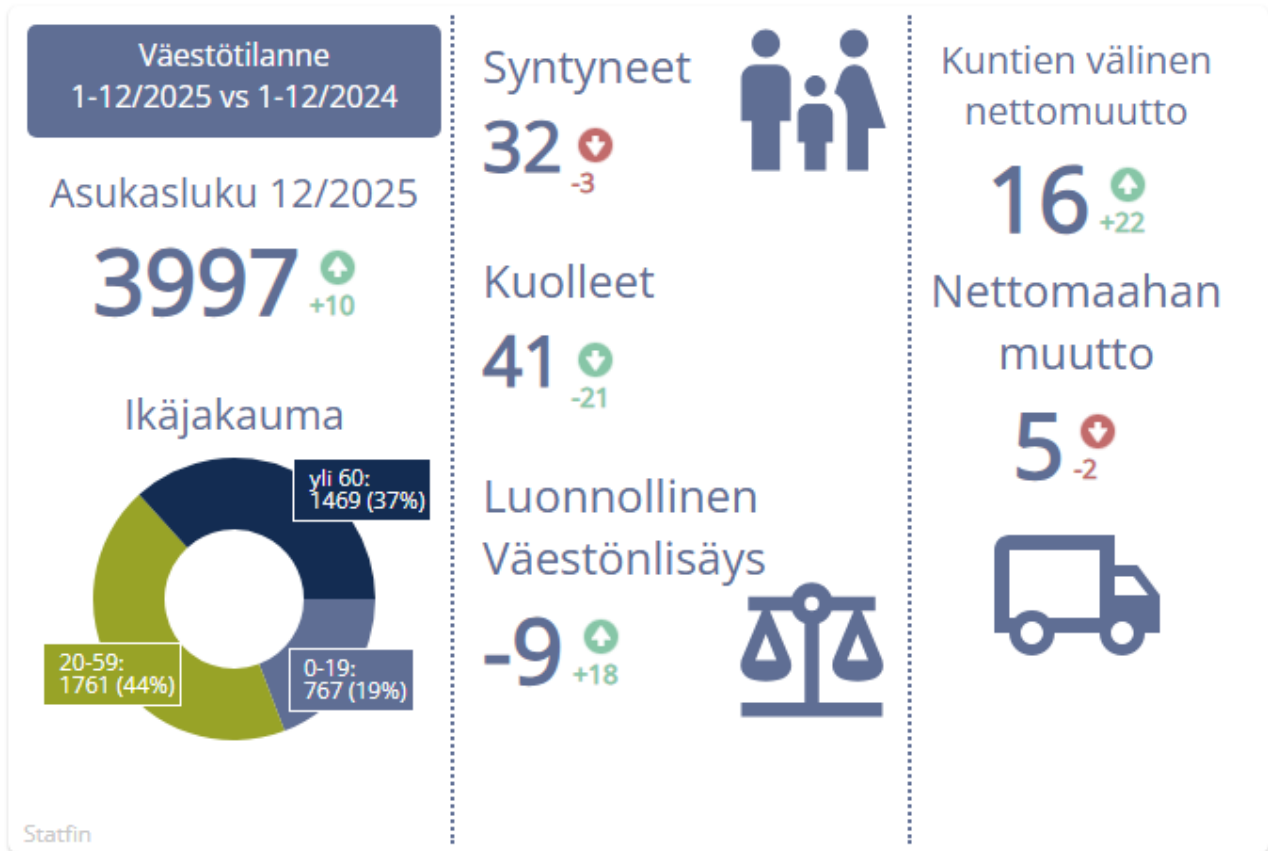 Väestötilanne
1-12/2025 vs 1-12/2024
Asukasluku 12/2025
3997
+10
Ikäjakauma
yli 60:
1469 (37%)
20-59:
1761 (44%)
0-19:
767 (19%)
Statfin
Syntyneet
32
-3
Kuolleet
41
-21
Luonnollinen
Väestönlisäys
-9
+18
Kuntien välinen
nettomuutto
16
+22
Nettomaahan
muutto
5
-2